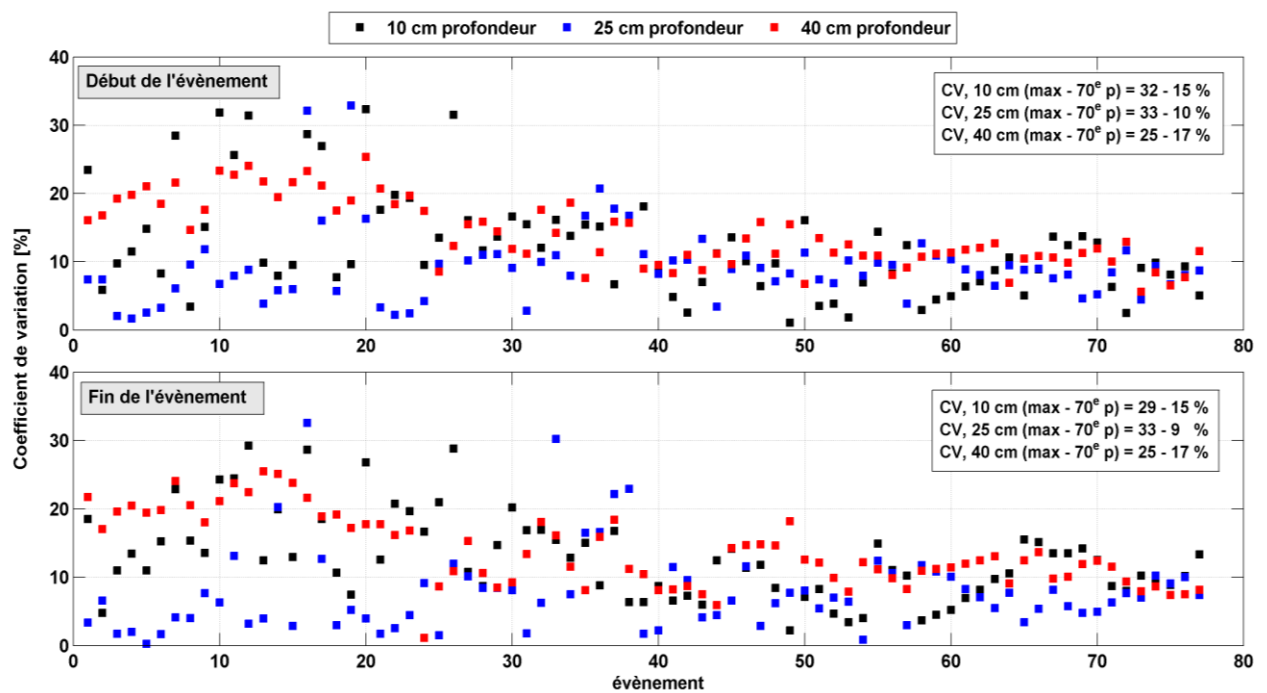 10 cm profondeur 25 cm profondeur 40 cm profondeur
Coefficient de variation [%]
40
30
20
10
0
Début de l'évènement
CV, 10 cm (max - 70e p) = 32 - 15 %
CV, 25 cm (max - 70e p) = 33 - 10 %
CV, 40 cm (max - 70e p) = 25 - 17 %
0 10 20 30 40 50 60 70 80
40
30
20
10
0
Fin de l'évènement
CV, 10 cm (max - 70e p) = 29 - 15 %
CV, 25 cm (max - 70e p) = 33 - 9 %
CV, 40 cm (max - 70e p) = 25 - 17 %
0 10 20 30 40 50 60 70 80
évènement